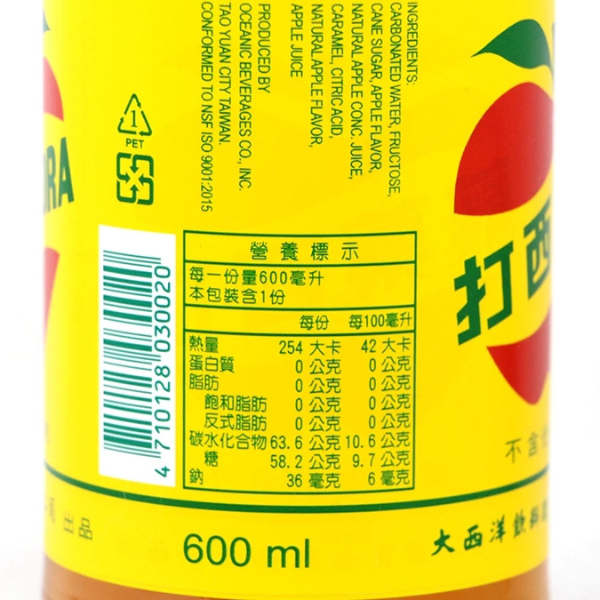 INGREDIENTS:
CARBONATED WATER, FRUCTOSE,
CANE SUGAR, APPLE FLAVOR,
NATURAL APPLE CONC. JUICE,
CARAMEL, CITRIC ACID,
NATURAL APPLE FLAVOR,
APPLE JUICE
PRODUCED BY
OCEANIC BEVERAGES CO., INC.
TAO YUAN CITY TAIWAN.
CONFORMED TO NSF ISO 9001:2015
1
PET
RA
打西
4 710128 030020
營養標示
每一份量600毫升
本包裝含1份
每份 每100毫升
熱量 254 大卡 42 大卡
蛋白質 0 公克 0 公克
脂肪 0 公克 0 公克
飽和脂肪 0 公克 0 公克
反式脂肪 0 公克 0 公克
碳水化合物 63.6 公克 10.6 公克
糖 58.2 公克 9.7 公克
鈉 36 毫克 6 毫克
不含
出品
600 ml
大西洋飲料